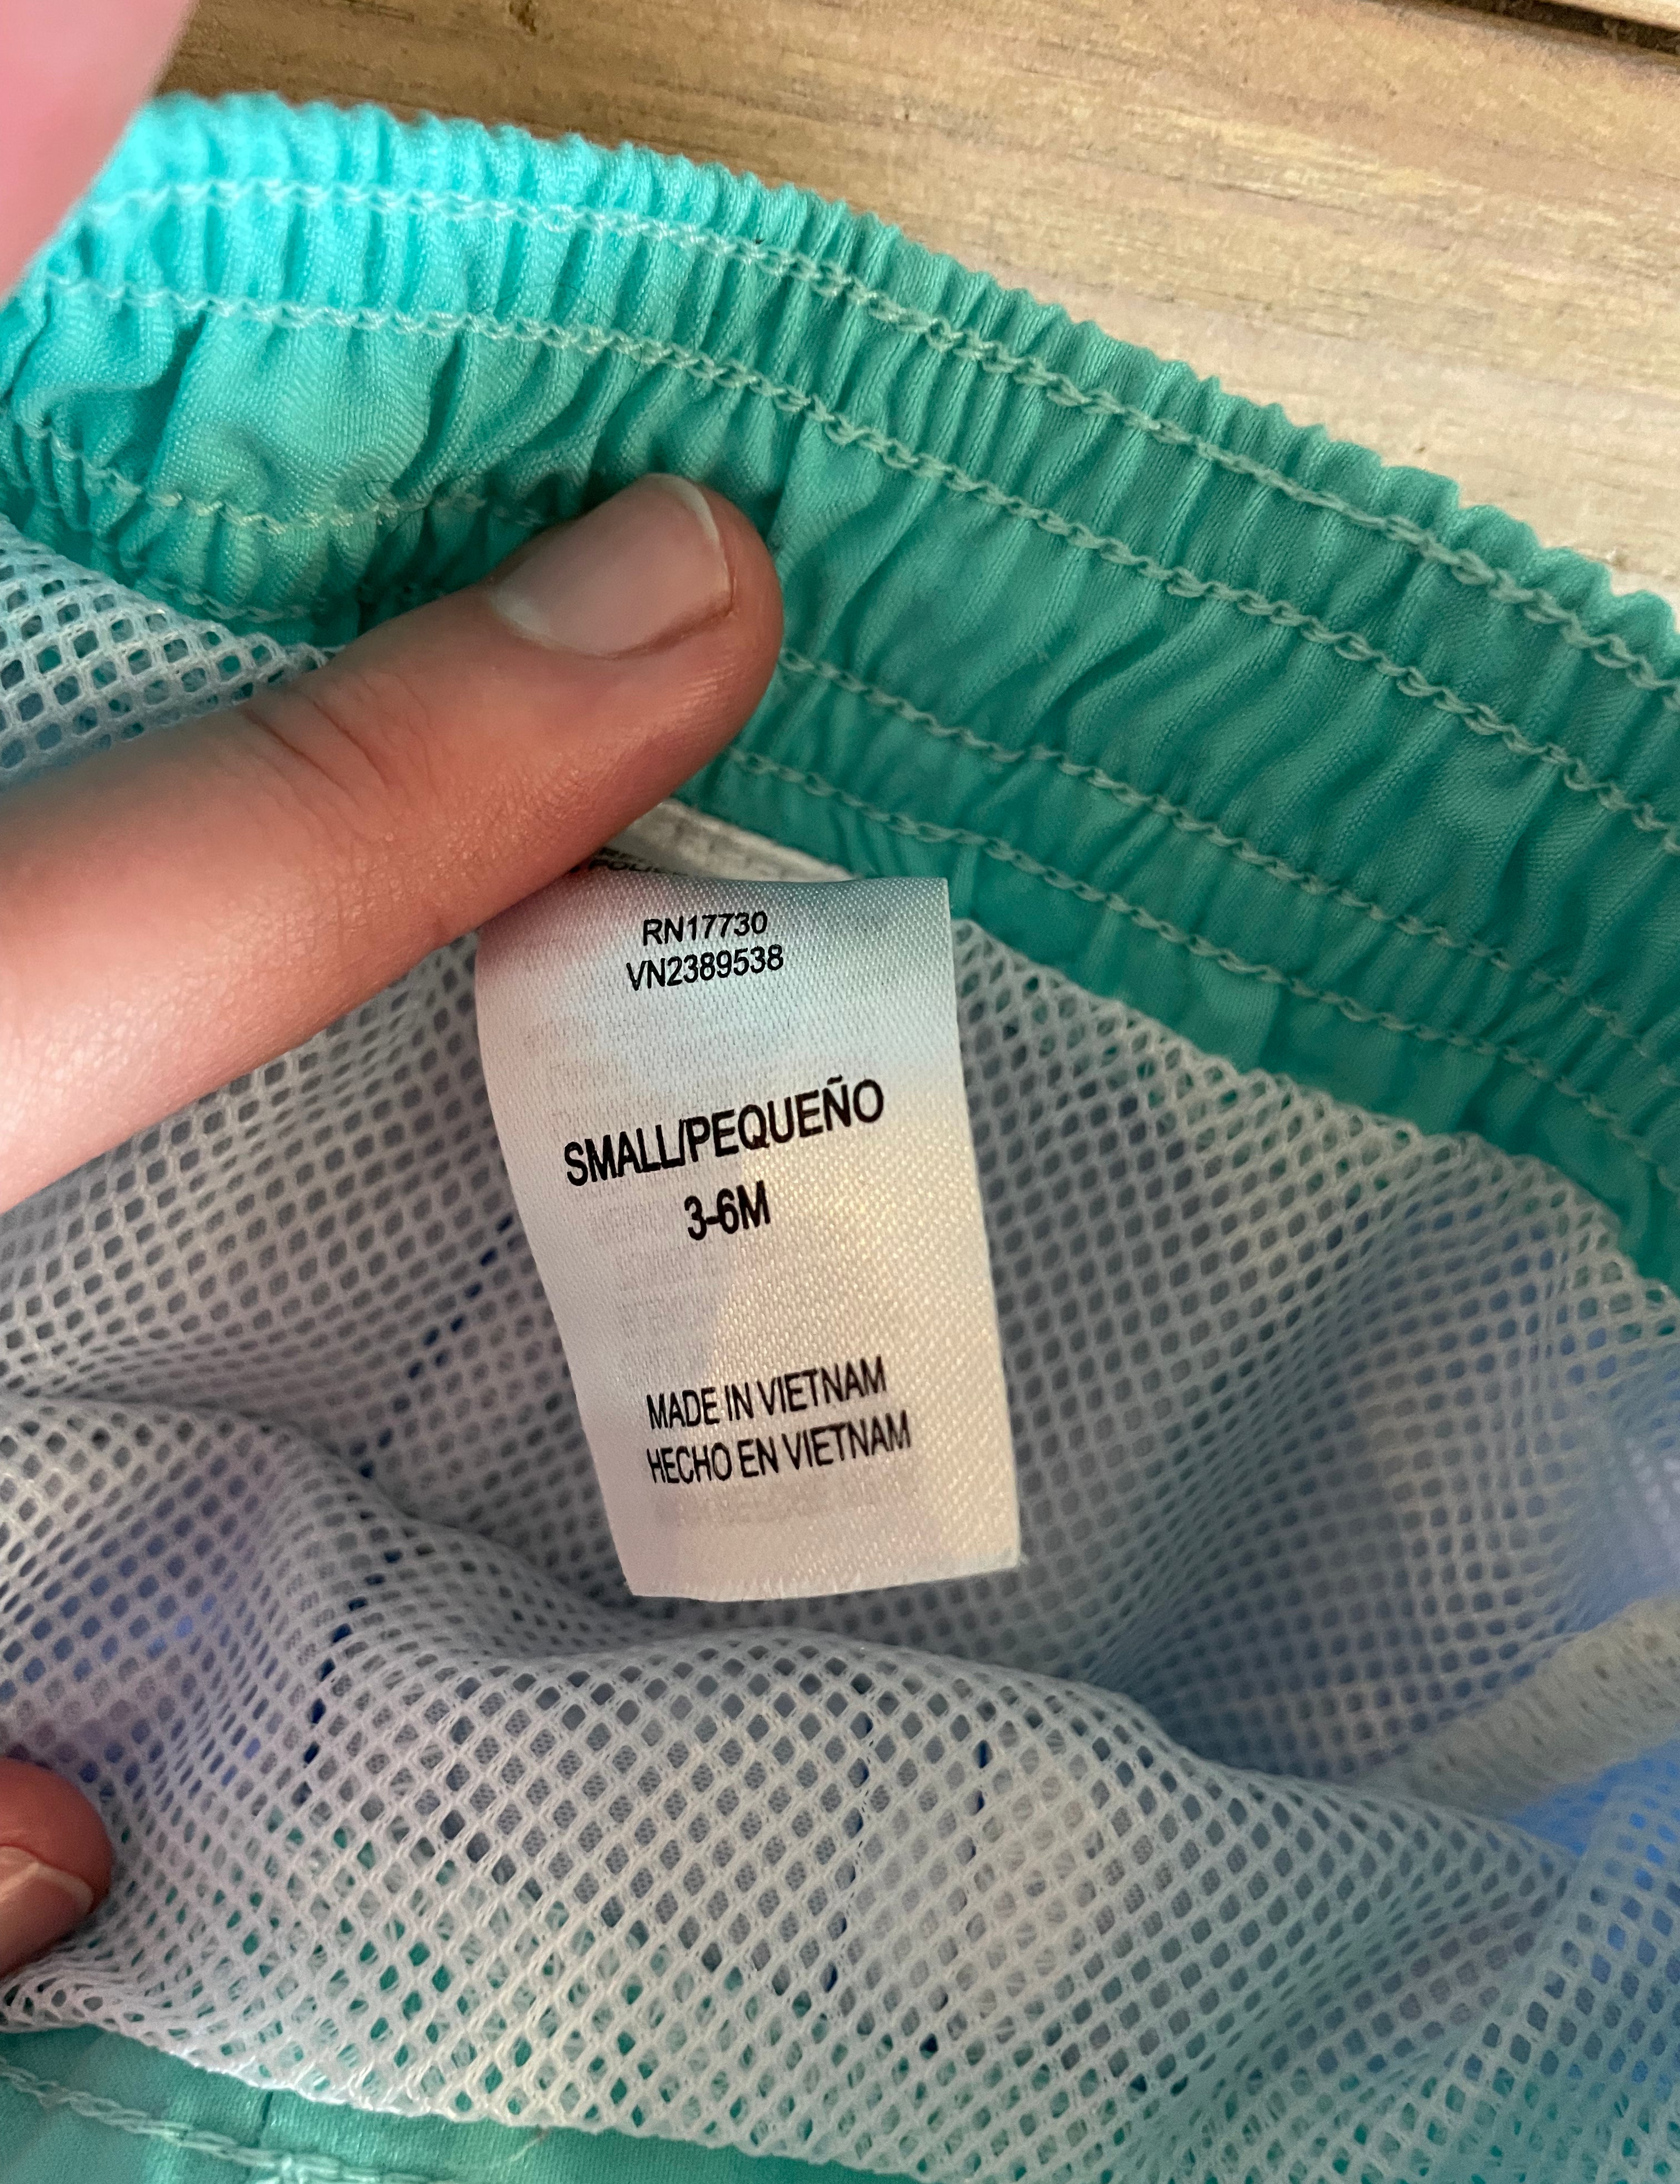 RN17730
VN2389538
SMALL/PEQUEÑO
3-6M
MADE IN VIETNAM
HECHO EN VIETNAM